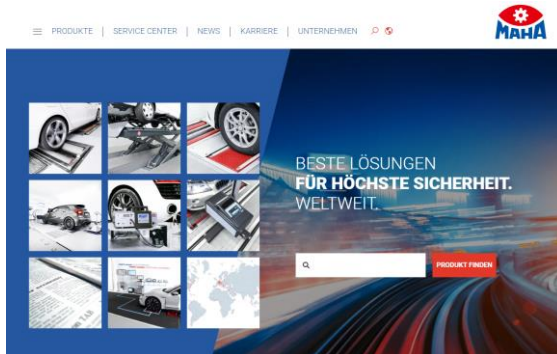 PRODUKTE | SERVICE CENTER | NEWS | KARRIERE | UNTERNEHMEN
MAHA
BESTE LÖSUNGEN
FÜR HÖCHSTE SICHERHEIT.
WELTWEIT.
PRODUKT FINDEN